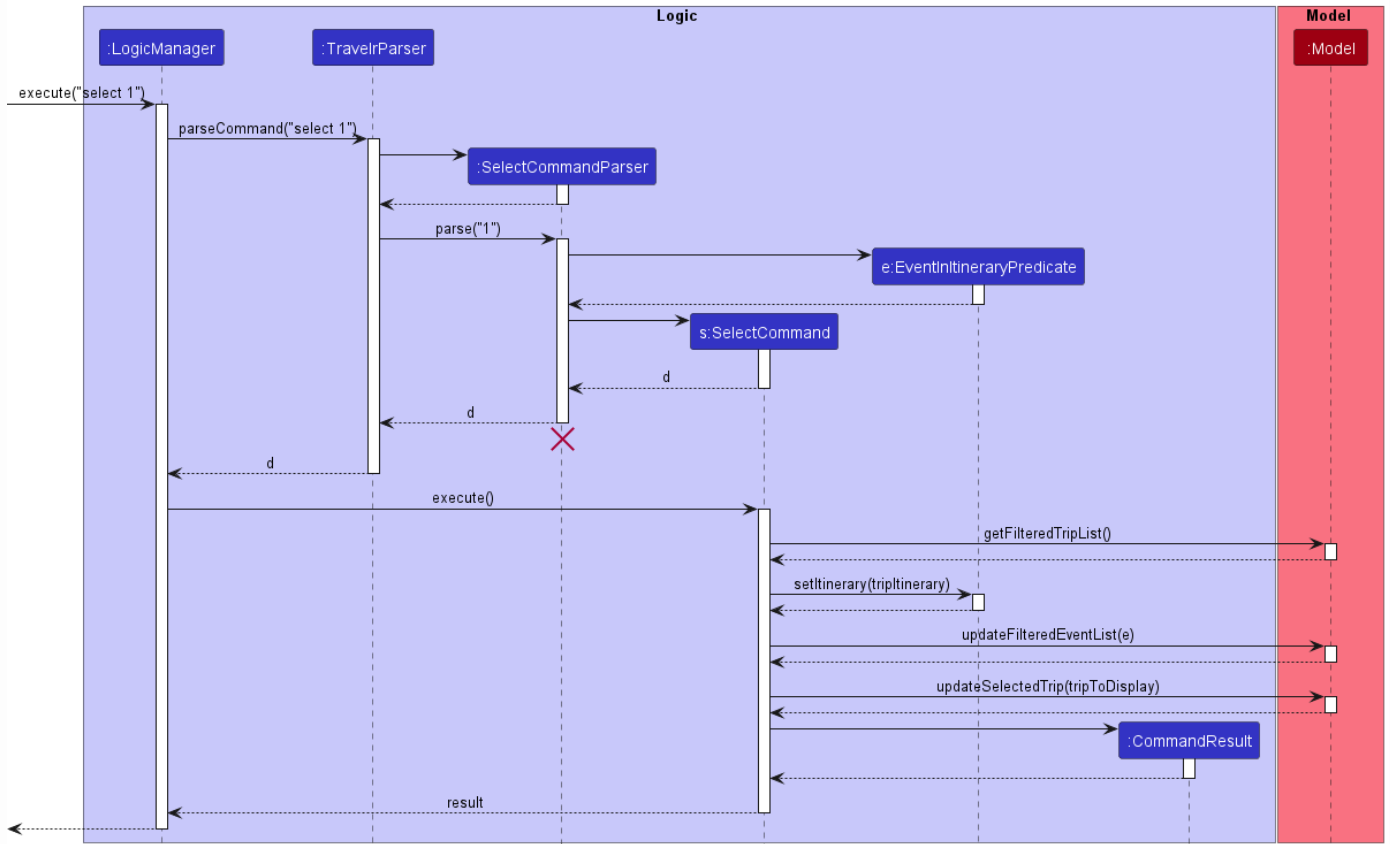 Logic
Model
:LogicManager
:TravelrParser
:Model
execute("select 1")
parseCommand("select 1")
:SelectCommandParser
parse("1")
e:EventInItineraryPredicate
s:SelectCommand
d
d
d
execute()
getFilteredTripList()
setItinerary(tripItinerary)
updateFilteredEventList(e)
updateSelectedTrip(tripToDisplay)
:CommandResult
result